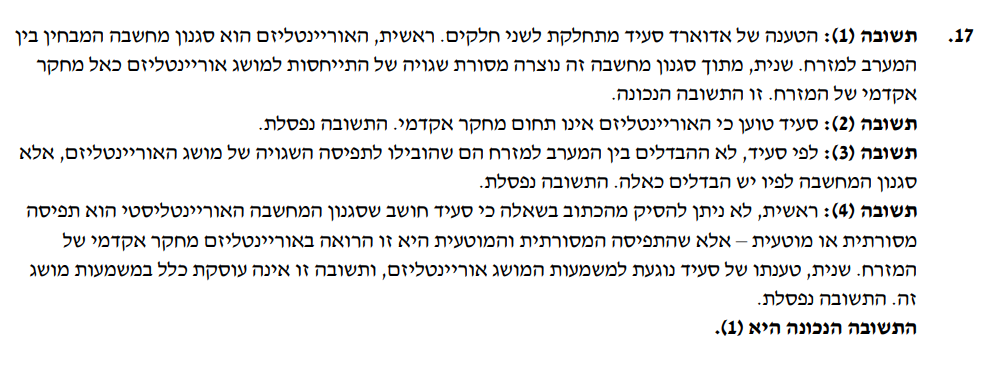 17. תשובה (1): הטענה של אדוארד סעיד מתחלקת לשני חלקים. ראשית, האוריינטליזם הוא סגנון מחשבה המבחין בין
המערב למזרח. שנית, מתוך סגנון מחשבה זה נוצרה מסורת שגויה של התייחסות למושג אוריינטליזם כאל מחקר
אקדמי של המזרח. זו התשובה הנכונה.
תשובה (2): סעיד טוען כי האוריינטליזם אינו תחום מחקר אקדמי. התשובה נפסלת.
תשובה (3): לפי סעיד, לא ההבדלים בין המערב למזרח הם שהובילו לתפיסה השגויה של מושג האוריינטליזם, אלא
סגנון המחשבה לפיו יש הבדלים כאלה. התשובה נפסלת.
תשובה (4): ראשית, לא ניתן להסיק מהכתוב בשאלה כי סעיד חושב שסגנון המחשבה האוריינטליסטי הוא תפיסה
מסורתית או מוטעית – אלא שהתפיסה המסורתית והמוטעית היא זו הרואה באוריינטליזם מחקר אקדמי של
המזרח. שנית, טענתו של סעיד נוגעת למשמעות המושג אוריינטליזם, ותשובה זו אינה עוסקת כלל במשמעות מושג
זה. התשובה נפסלת.
התשובה הנכונה היא (1).